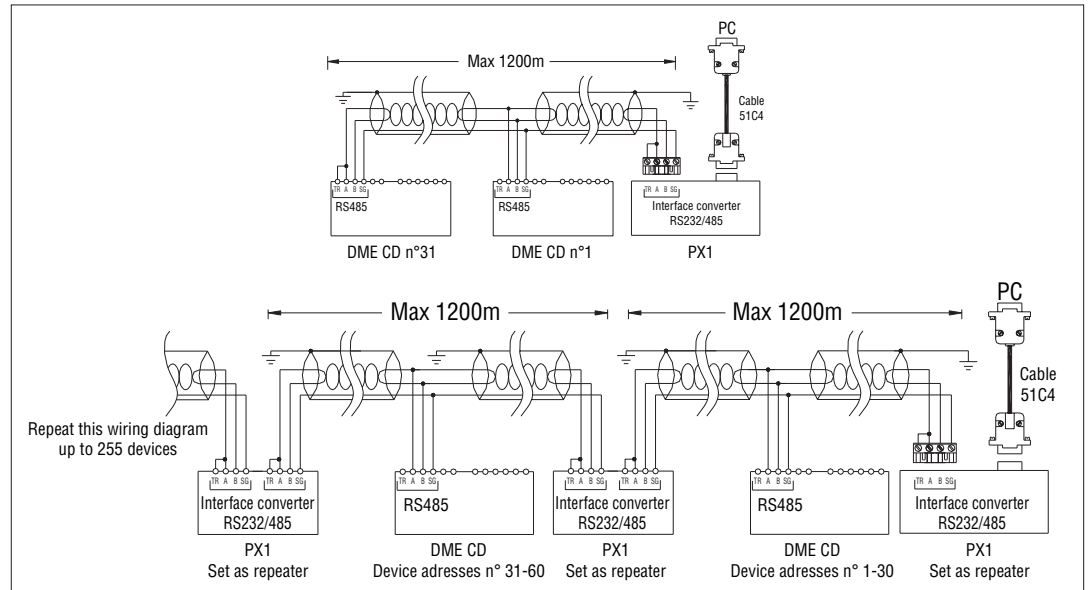 PC
Max 1200m
Cable
51C4
TR A B SG
RS485
TR A B SG
RS485
TR A B SG
Interface converter
RS232/485
DME CD n°31
DME CD n°1
PX1
Max 1200m
Max 1200m
PC
Cable
51C4
Repeat this wiring diagram
up to 255 devices
TR A B SG
TR A B SG
Interface converter
RS232/485
TR A B SG
RS485
TR A B SG
TR A B SG
Interface converter
RS232/485
TR A B SG
RS485
TR A B SG
Interface converter
RS232/485
PX1
Set as repeater
DME CD
Device adresses n° 31-60
PX1
Set as repeater
DME CD
Device adresses n° 1-30
PX1
Set as repeater